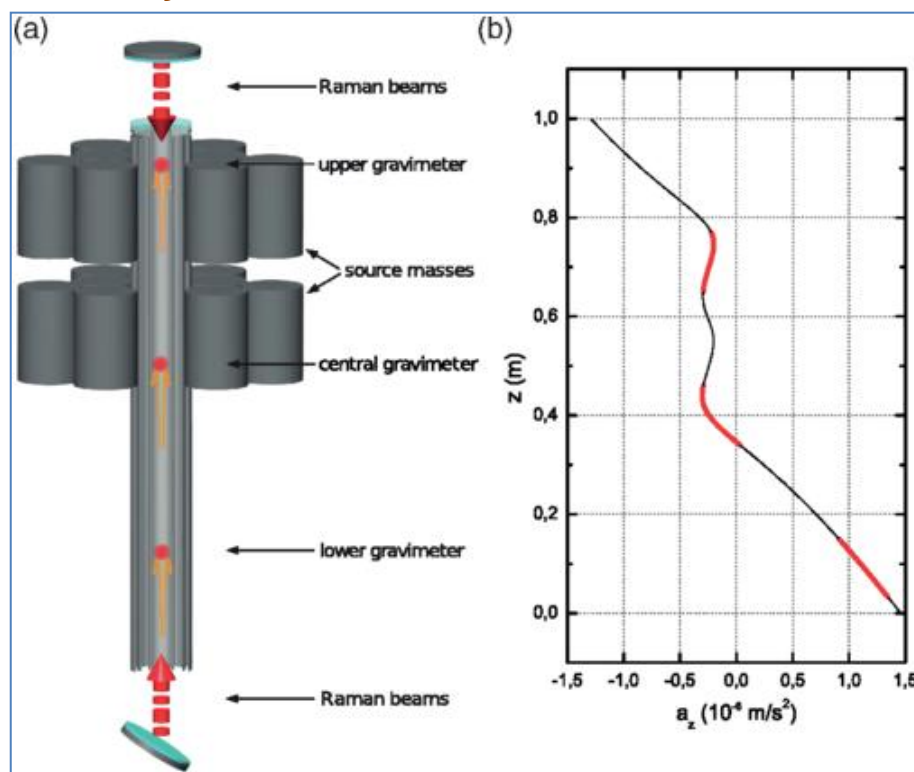 (a)
Raman beams
upper gravimeter
source masses
central gravimeter
lower gravimeter
Raman beams
(b)
1,0
0,8
0,6
0,4
0,2
0,0
z (m)
-1,5 -1,0 -0,5 0,0 0,5 1,0 1,5
a_z (10⁻⁶ m/s²)